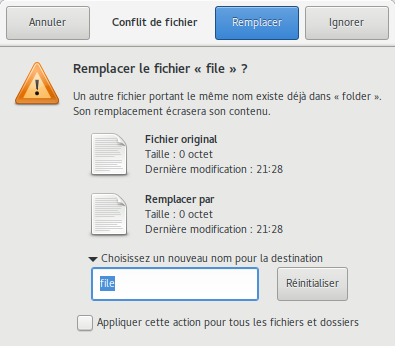 Annuler Conflit de fichier Remplacer Ignorer
Remplacer le fichier « file » ?
Un autre fichier portant le même nom existe déjà dans « folder ».
Son remplacement écrasera son contenu.
Fichier original
Taille : 0 octet
Dernière modification : 21:28
Remplacer par
Taille : 0 octet
Dernière modification : 21:28
Choisissez un nouveau nom pour la destination
file Réinitialiser
Appliquer cette action pour tous les fichiers et dossiers